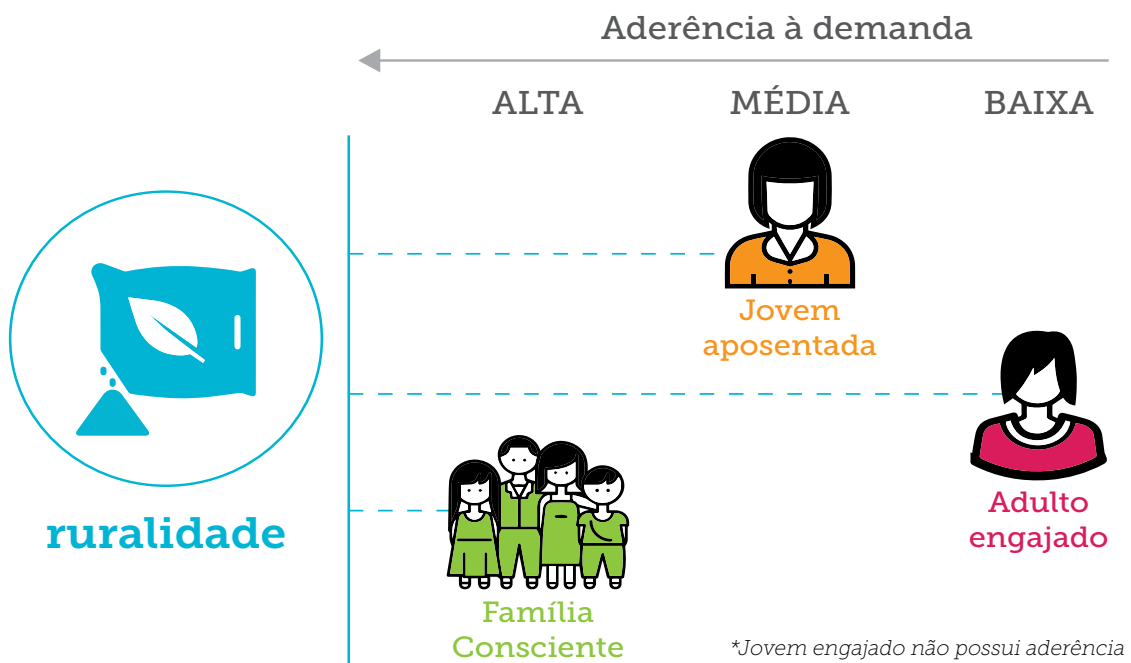 Aderência à demanda
ALTA MÉDIA BAIXA
Jovem
aposentada
Adulto
engajado
ruralidade
Família
Consciente
*Jovem engajado não possui aderência